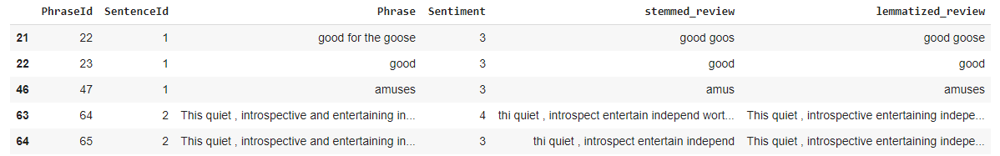 PhraseId SentenceId Phrase Sentiment stemmed_review lemmatized_review
21 22 1 good for the goose 3 good goos good goose
22 23 1 good 3 good good
46 47 1 amuses 3 amus amuses
63 64 2 This quiet , introspective and entertaining in... 4 thi quiet , introspect entertain independ wort... This quiet , introspective entertaining indepe...
64 65 2 This quiet , introspective and entertaining in... 3 thi quiet , introspect entertain independ This quiet , introspective entertaining indepe...